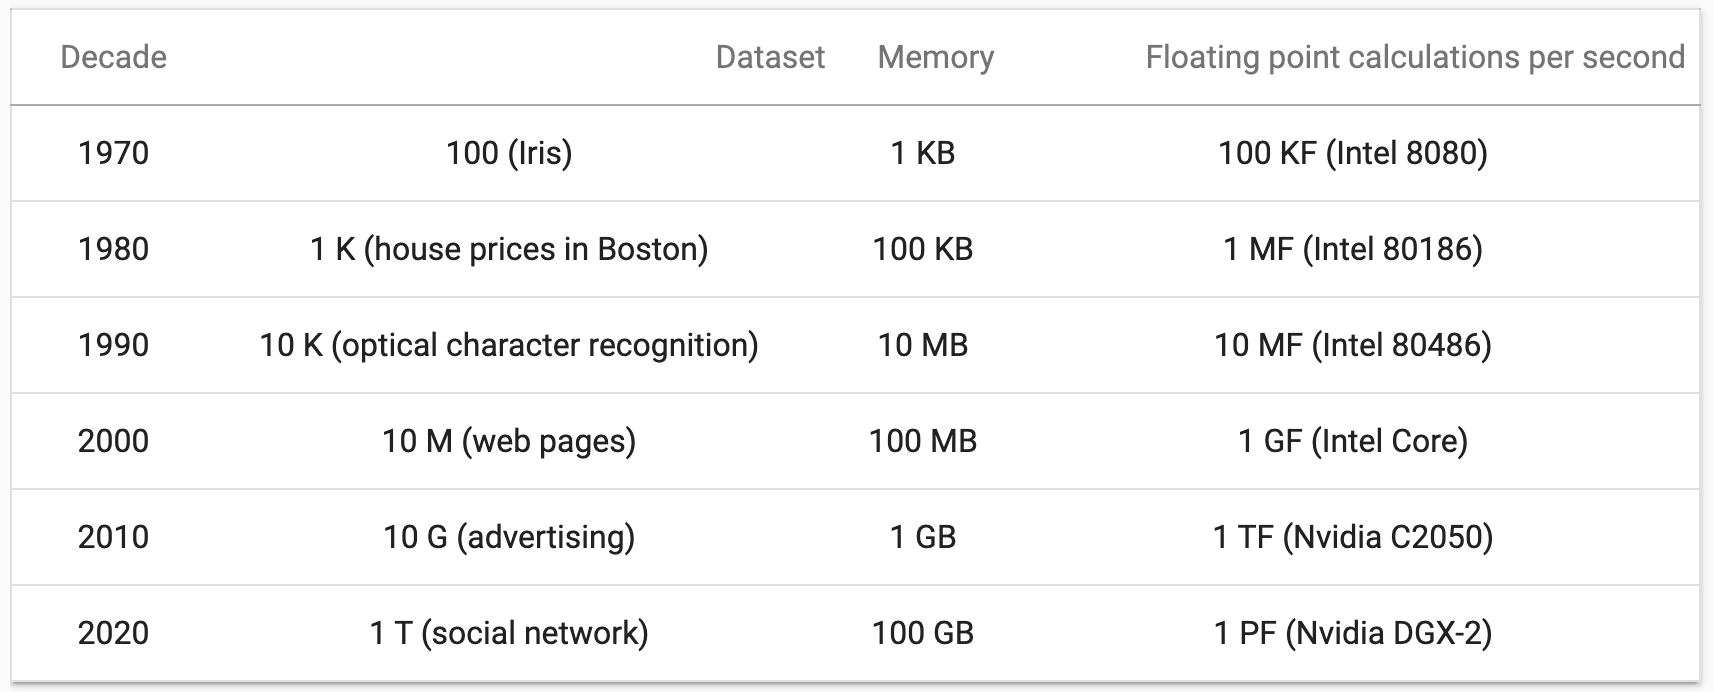 Decade Dataset Memory Floating point calculations per second
1970 100 (Iris) 1 KB 100 KF (Intel 8080)
1980 1 K (house prices in Boston) 100 KB 1 MF (Intel 80186)
1990 10 K (optical character recognition) 10 MB 10 MF (Intel 80486)
2000 10 M (web pages) 100 MB 1 GF (Intel Core)
2010 10 G (advertising) 1 GB 1 TF (Nvidia C2050)
2020 1 T (social network) 100 GB 1 PF (Nvidia DGX-2)